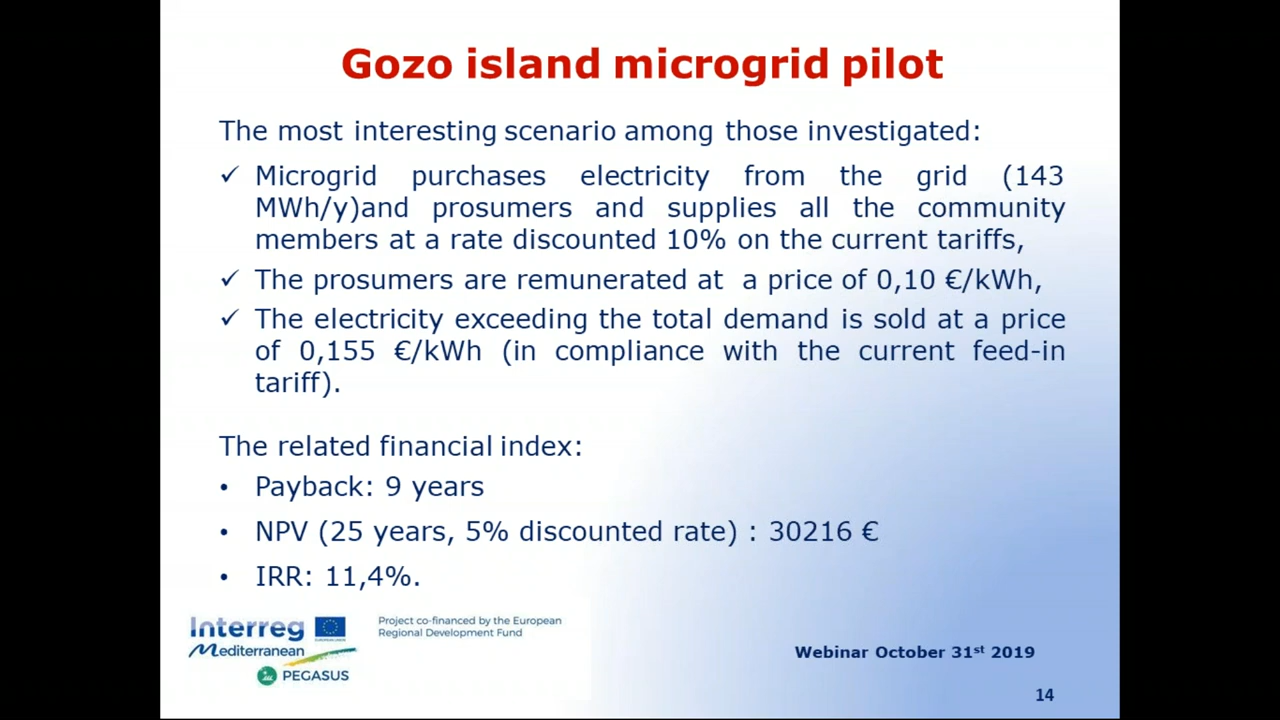 Gozo island microgrid pilot
The most interesting scenario among those investigated:
✓ Microgrid purchases electricity from the grid (143
MWh/y)and prosumers and supplies all the community
members at a rate discounted 10% on the current tariffs,
✓ The prosumers are remunerated at a price of 0,10 €/kWh,
✓ The electricity exceeding the total demand is sold at a price
of 0,155 €/kWh (in compliance with the current feed-in
tariff).
The related financial index:
• Payback: 9 years
• NPV (25 years, 5% discounted rate) : 30216 €
• IRR: 11,4%.
Interreg
Mediterranean
PEGASUS
Project co-financed by the European
Regional Development Fund
Webinar October 31st 2019
14